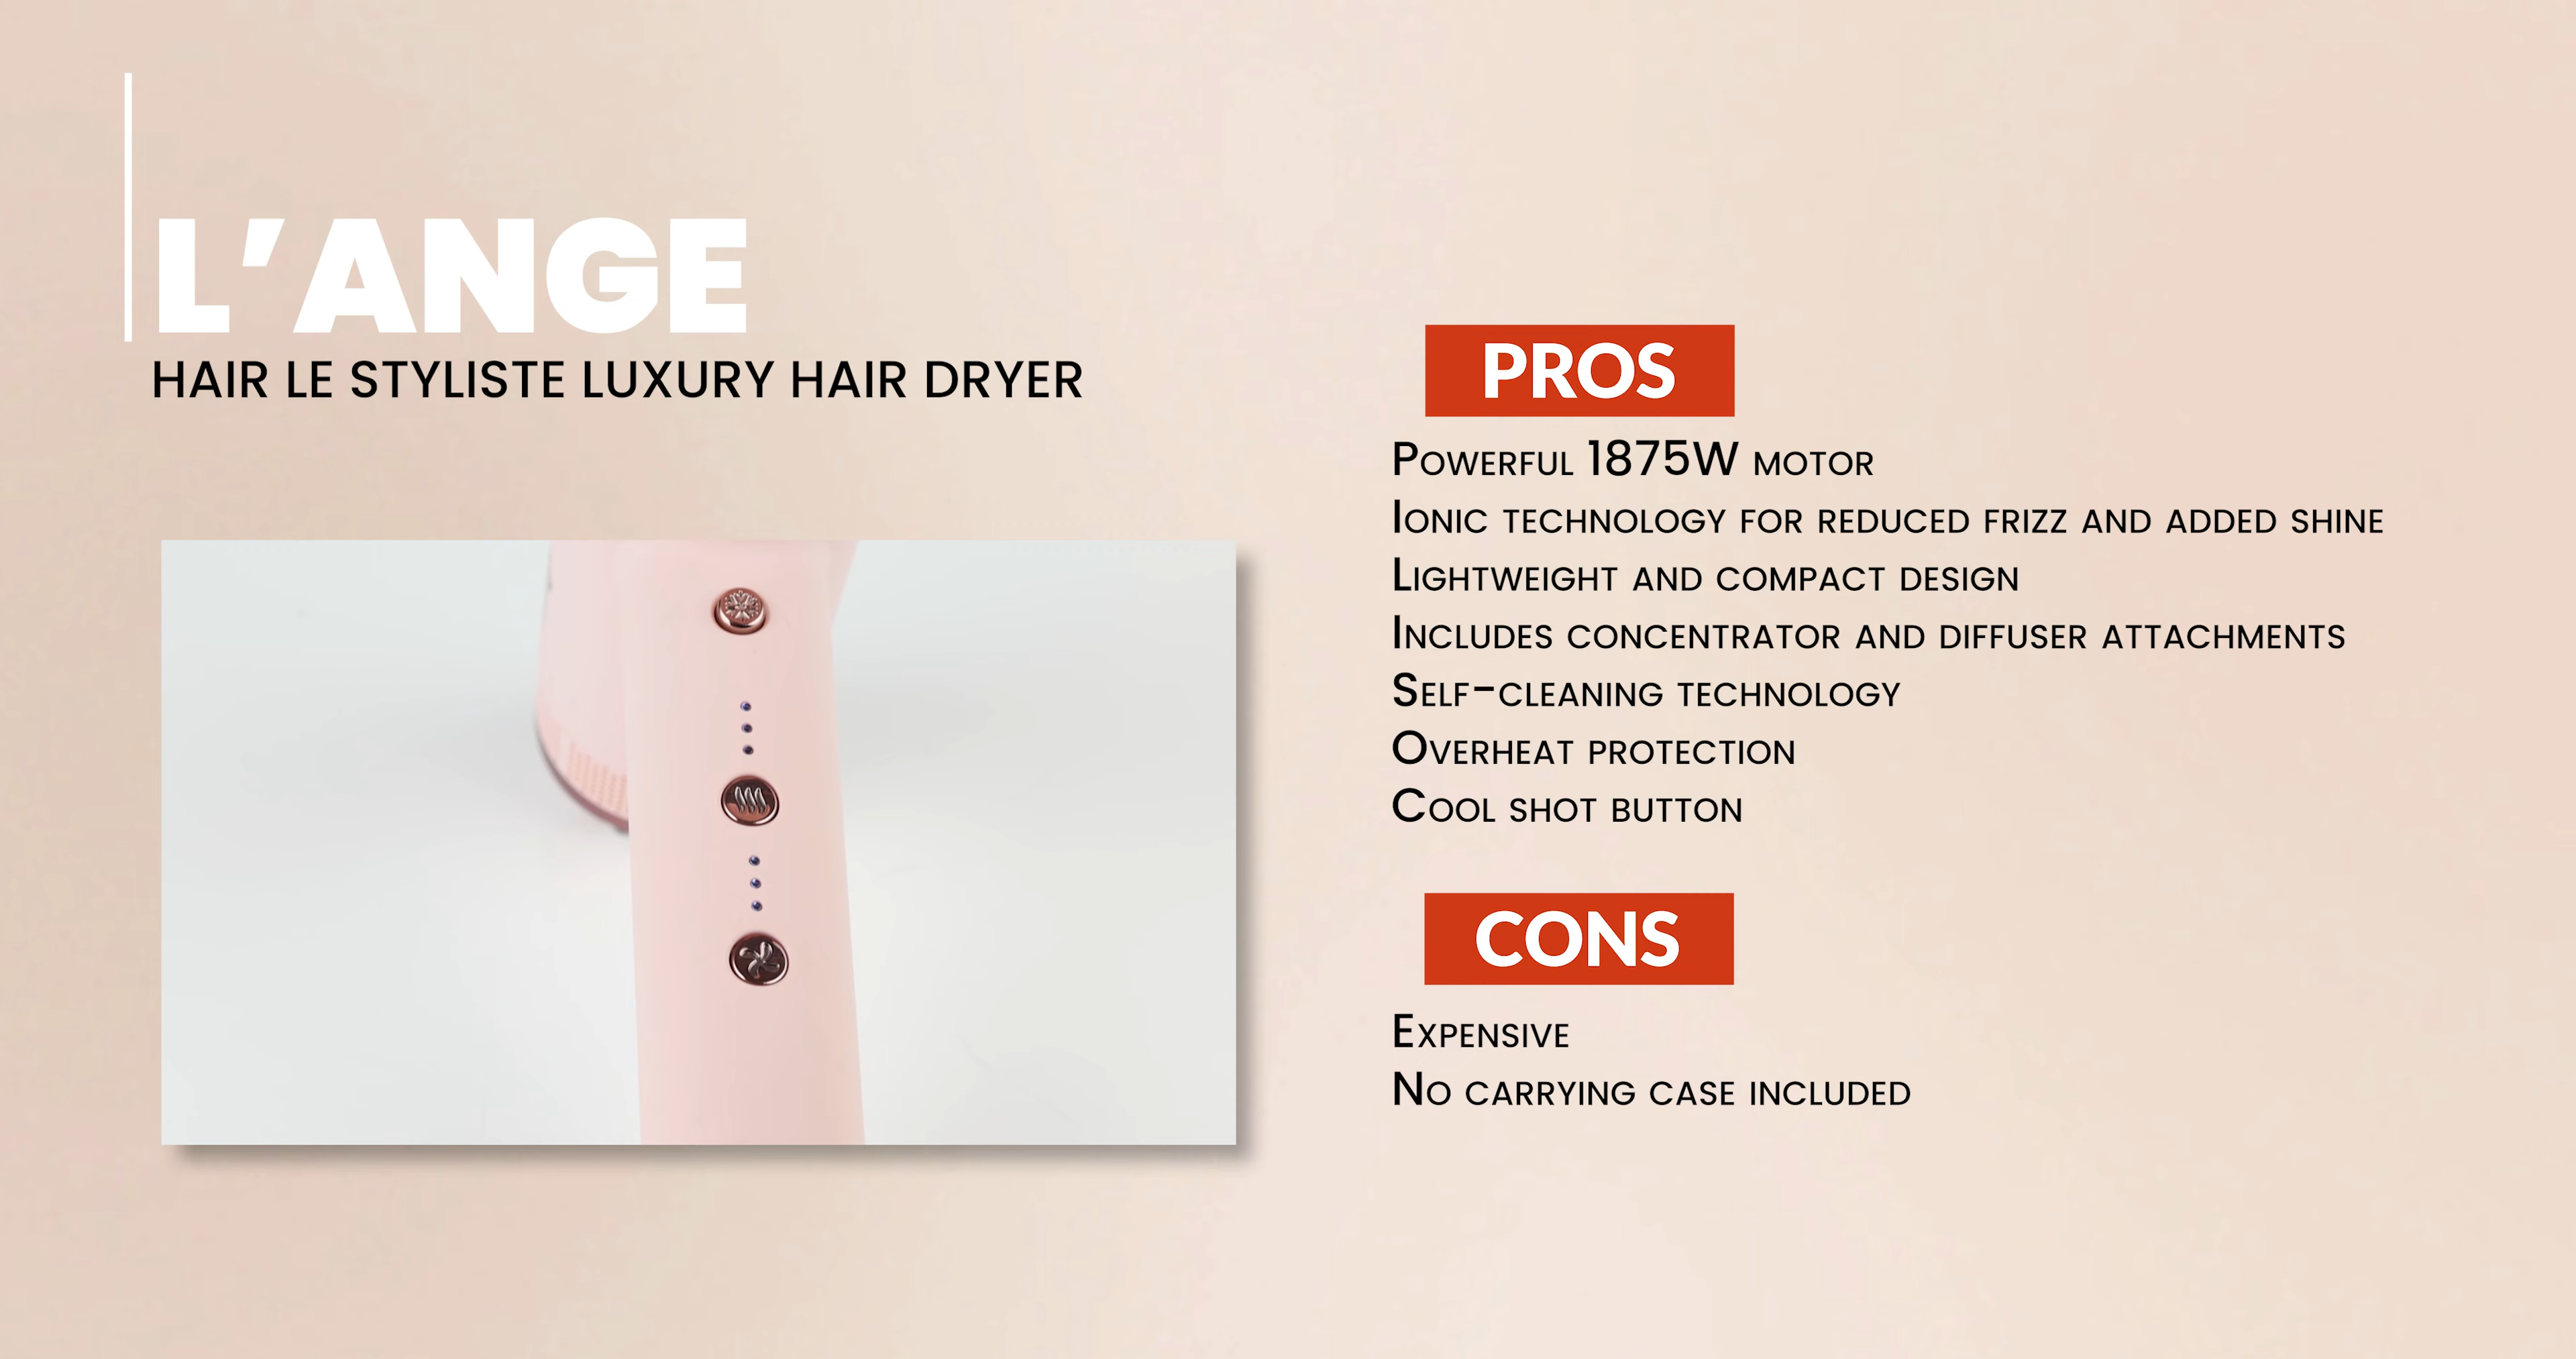 L’ANGE
HAIR LE STYLISTE LUXURY HAIR DRYER
PROS
Powerful 1875W motor
Ionic technology for reduced frizz and added shine
Lightweight and compact design
Includes concentrator and diffuser attachments
Self-cleaning technology
Overheat protection
Cool shot button
CONS
Expensive
No carrying case included